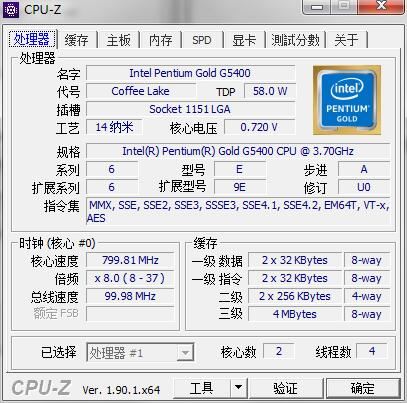 CPU-Z
处理器 缓存 主板 内存 SPD 显卡 测試分數 关于
处理器
名字 Intel Pentium Gold G5400
代号 Coffee Lake TDP 58.0 W
插槽 Socket 1151 LGA
工艺 14 纳米 核心电压 0.720 V
intel PENTIUM GOLD
规格 Intel(R) Pentium(R) Gold G5400 CPU @ 3.70GHz
系列 6 型号 E 步进 A
扩展系列 6 扩展型号 9E 修订 U0
指令集 MMX, SSE, SSE2, SSE3, SSSE3, SSE4.1, SSE4.2, EM64T, VT-x,
AES
时钟 (核心 #0) 缓存
核心速度 799.81 MHz 一级 数据 2 x 32 KBytes 8-way
倍频 x 8.0 ( 8 - 37 ) 一级 指令 2 x 32 KBytes 8-way
总线速度 99.98 MHz 二级 2 x 256 KBytes 4-way
额定 FSB 三级 4 MBytes 8-way
已选择 处理器 #1 核心数 2 线程数 4
CPU-Z Ver. 1.90.1.x64 工具 验证 确定